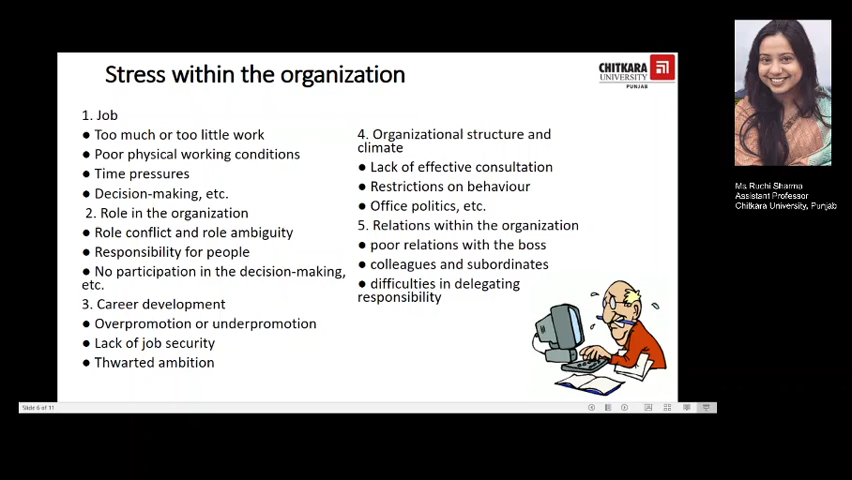 Stress within the organization
CHITKARA
UNIVERSITY
PUNJAB
1. Job
● Too much or too little work
● Poor physical working conditions
● Time pressures
● Decision-making, etc.
2. Role in the organization
● Role conflict and role ambiguity
● Responsibility for people
● No participation in the decision-making,
etc.
3. Career development
● Overpromotion or underpromotion
● Lack of job security
● Thwarted ambition
4. Organizational structure and
climate
● Lack of effective consultation
● Restrictions on behaviour
● Office politics, etc.
5. Relations within the organization
● poor relations with the boss
● colleagues and subordinates
● difficulties in delegating
responsibility
Ms Ruchi Sharma
Assistant Professor
Chitkara University, Punjab
Slide 6 of 11